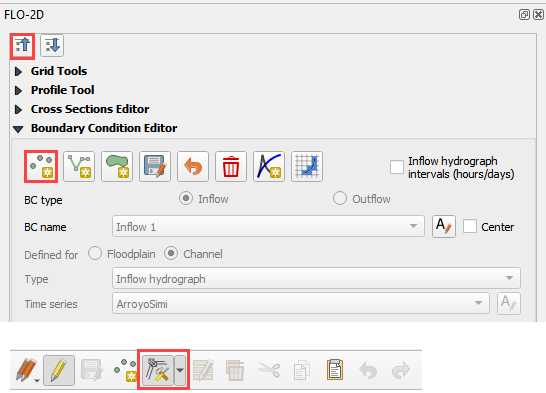 FLO-2D
Grid Tools
Profile Tool
Cross Sections Editor
Boundary Condition Editor
Inflow hydrograph
intervals (hours/days)
BC type Inflow Outflow
BC name Inflow 1 Center
Defined for Floodplain Channel
Type Inflow hydrograph
Time series ArroyoSimi